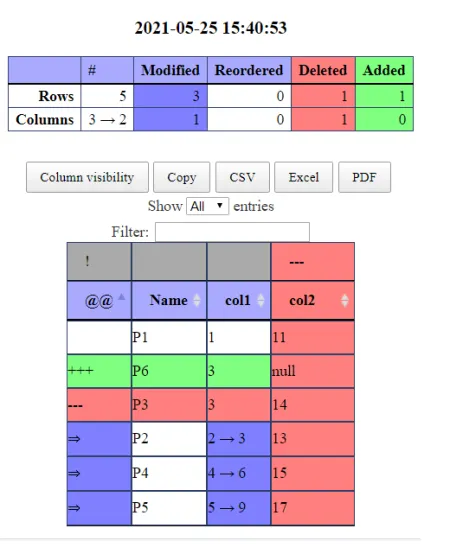 2021-05-25 15:40:53
# Modified Reordered Deleted Added
Rows 5 3 0 1 1
Columns 3 → 2 1 0 1 0
Column visibility Copy CSV Excel PDF
Show All entries
Filter:
! ---
@@ Name col1 col2
P1 1 11
+++ P6 3 null
--- P3 3 14
⇒ P2 2 → 3 13
⇒ P4 4 → 6 15
⇒ P5 5 → 9 17